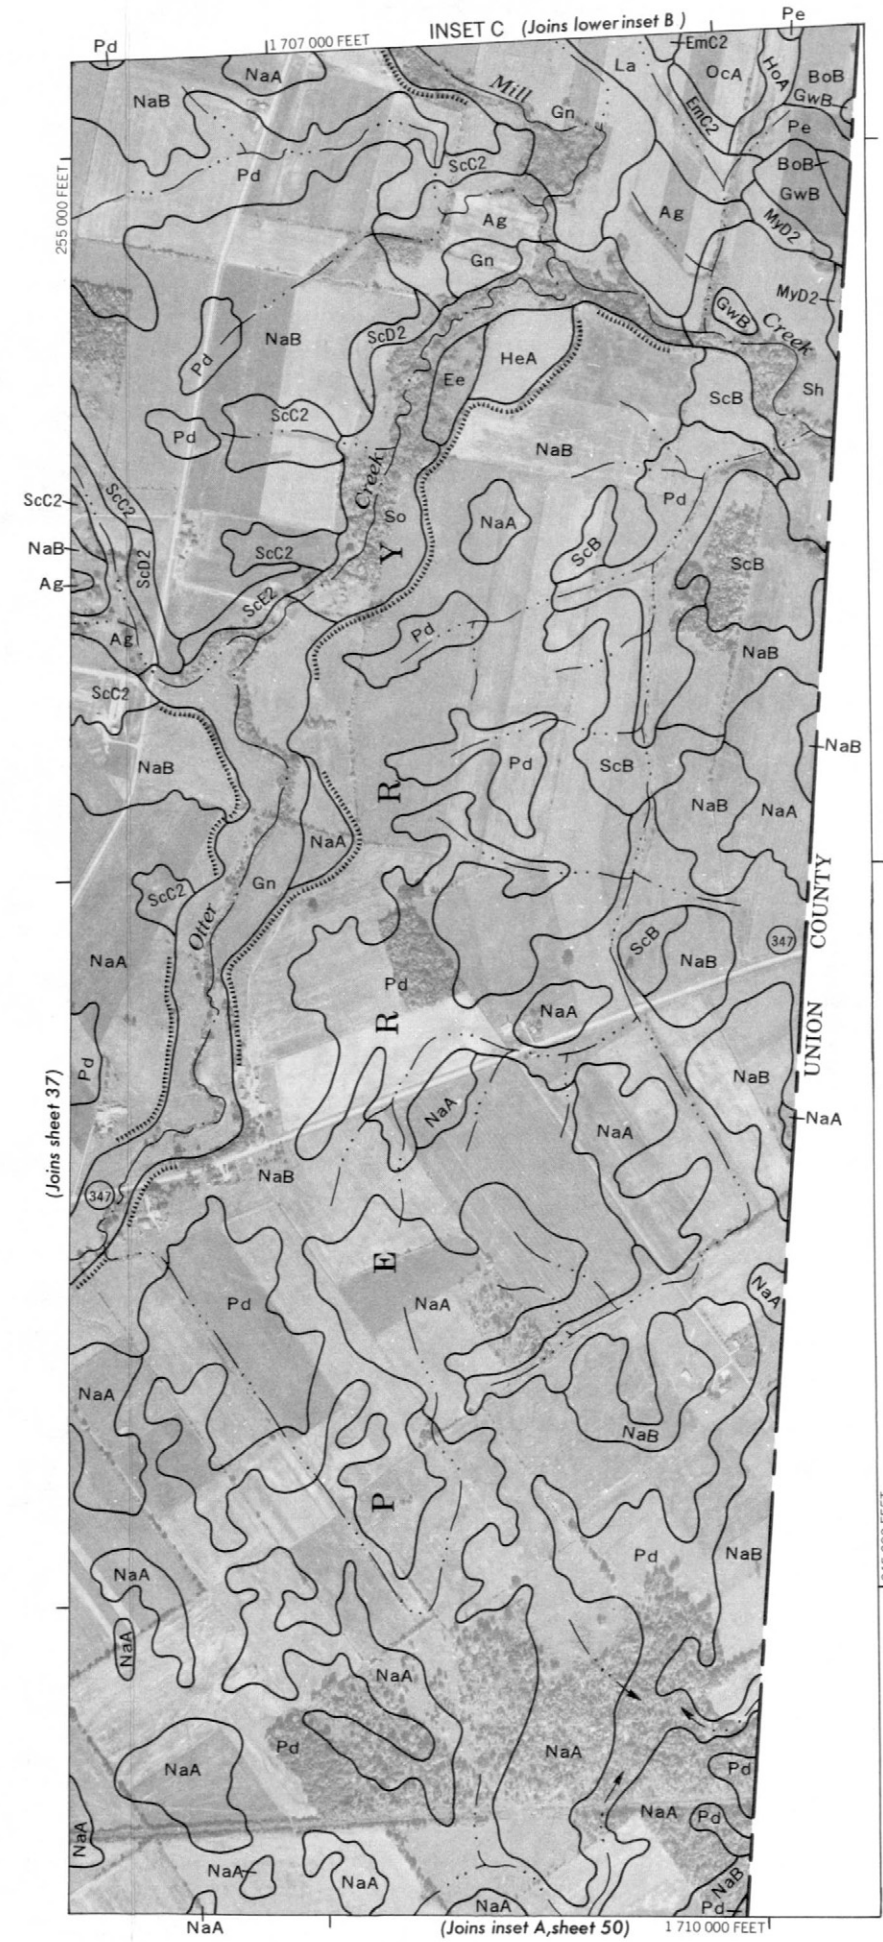 INSET C (Joins lower inset B )
Pe
Pd
1 707 000 FEET
EmC2
La
OcA
HoA
BoB
GwB
NaA
NaB
Mill
Gn
EmC2
Pe
Pd
ScC2
BoB
GwB
255 000 FEET
Ag
Ag
MyD2
Gn
MyD2
GwB
Creek
NaB
ScD2
HeA
Pd
Ee
ScB
Sh
ScC2
Pd
NaB
Creek
ScC2
ScC2
So
Pd
NaA
NaB
ScC2
Y
ScB
ScB
Ag
ScD2
ScE2
Ag
Pd
NaB
ScC2
NaB
NaB
Pd
ScB
R
NaB
NaA
NaA
ScC2
Gn
Otter
COUNTY
347
ScB
NaB
NaA
Pd
NaA
R
UNION
Pd
NaB
NaA
NaA
NaA
(Joins sheet 37)
347
NaB
E
NaA
Pd
NaA
NaA
NaB
P
Pd
NaB
NaA
NaA
NaA
Pd
NaA
NaA
Pd
NaA
Pd
NaA
NaA
NaA
NaB
NaA
Pd
NaA
(Joins inset A, sheet 50)
1 710 000 FEET